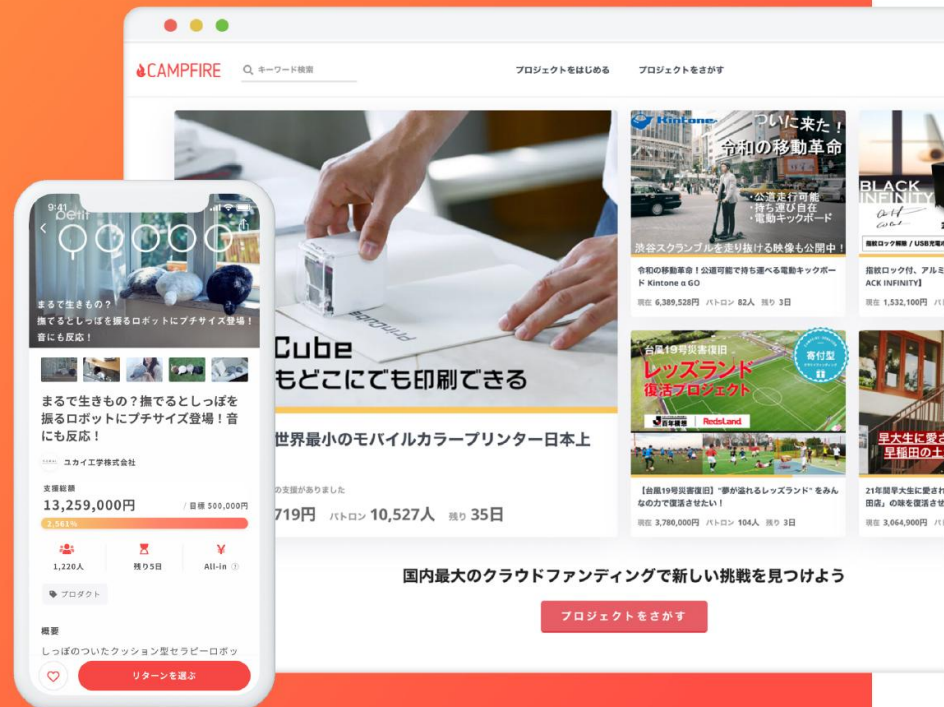 CAMPFIRE
キーワード検索
プロジェクトをはじめる
プロジェクトをさがす
Cube
もどこにでも印刷できる
世界最小のモバイルカラープリンター日本上
の支援がありました
719円 パトロン 10,527人 残り 35日
Kintone
ついに来た！
令和の移動革命
・公道走行可能
・持ち運び自在
・電動キックボード
渋谷スクランブルを走り抜ける映像も公開中！
令和の移動革命！公道可能で持ち運べる電動キックボー
ド Kintone α GO
現在 6,389,528円 パトロン 82人 残り 3日
BLACK
INFINITY
指紋ロック解除 / USB充電
指紋ロック付、アルミ
ACK INFINITY】
現在 1,532,100円
台風19号災害復旧
レッズランド
復活プロジェクト
寄付型
百年構想
RedsLand
【台風19号災害復旧】"夢が溢れるレッズランド" をみん
なの力で復活させたい！
現在 3,780,000円 パトロン 104人 残り 3日
早大生に愛さ
早稲田の土
21年間早大生に愛され
田店」の味を復活させ
現在 3,064,900円
国内最大のクラウドファンディングで新しい挑戦を見つけよう
プロジェクトをさがす
9:41
petit
qoobo
まるで生きもの？
撫でるとしっぽを振るロボットにプチサイズ登場！
音にも反応！
まるで生きもの？撫でるとしっぽを
振るロボットにプチサイズ登場！音
にも反応！
ユカイ工学株式会社
支援総額
13,259,000円 / 目標 500,000円
2,561%
1,220人
残り5日
All-in
プロダクト
概要
しっぽのついたクッション型セラピーロボッ
リターンを選ぶ